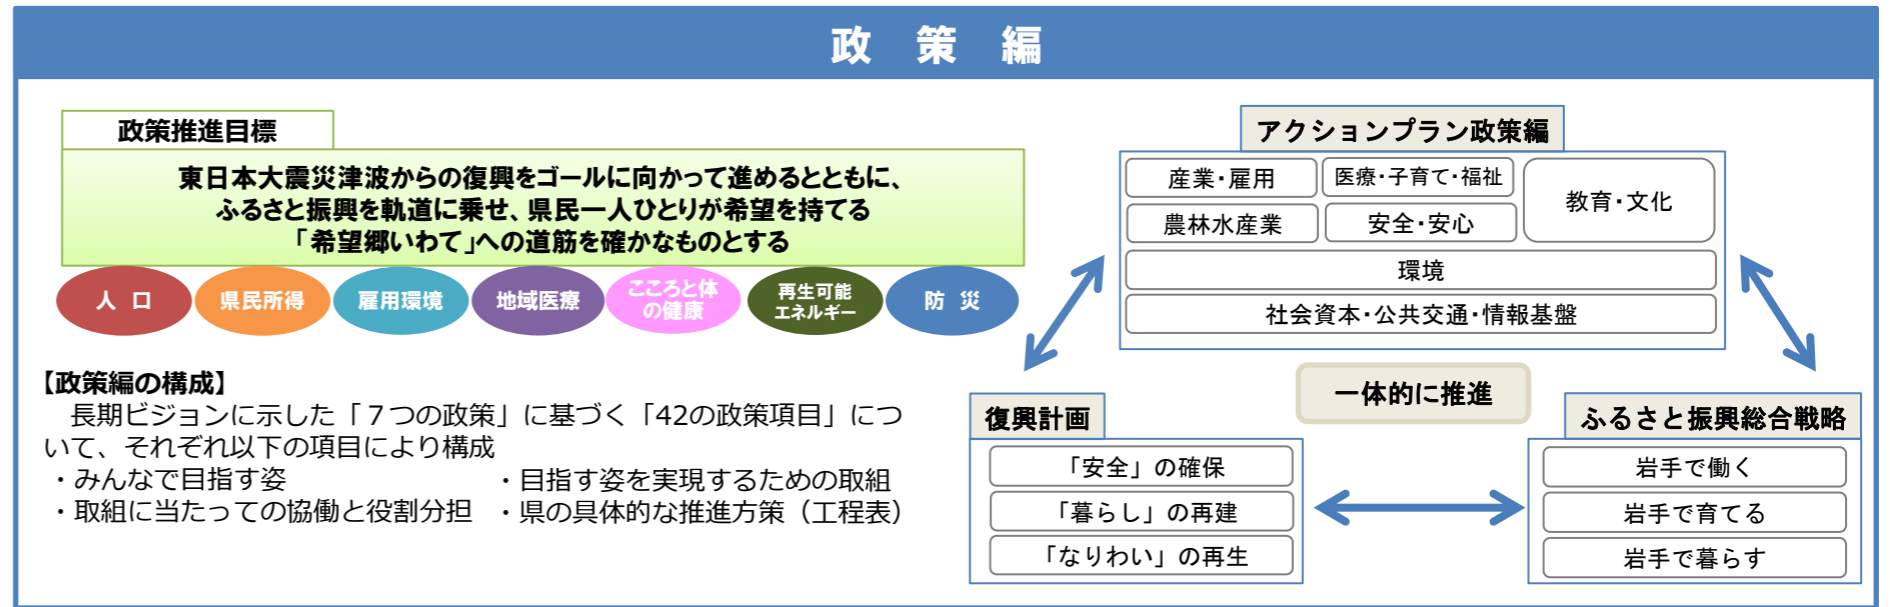 政 策 編
政策推進目標
東日本大震災津波からの復興をゴールに向かって進めるとともに、
ふるさと振興を軌道に乗せ、県民一人ひとりが希望を持てる
「希望郷いわて」への道筋を確かなものとする
人 口
県民所得
雇用環境
地域医療
こころと体
の健康
再生可能
エネルギー
防 災
【政策編の構成】
長期ビジョンに示した「７つの政策」に基づく「42の政策項目」につ
いて、それぞれ以下の項目により構成
・みんなで目指す姿 ・目指す姿を実現するための取組
・取組に当たっての協働と役割分担 ・県の具体的な推進方策（工程表）
アクションプラン政策編
産業・雇用
医療・子育て・福祉
教育・文化
農林水産業
安全・安心
環境
社会資本・公共交通・情報基盤
一体的に推進
復興計画
「安全」の確保
「暮らし」の再建
「なりわい」の再生
ふるさと振興総合戦略
岩手で働く
岩手で育てる
岩手で暮らす